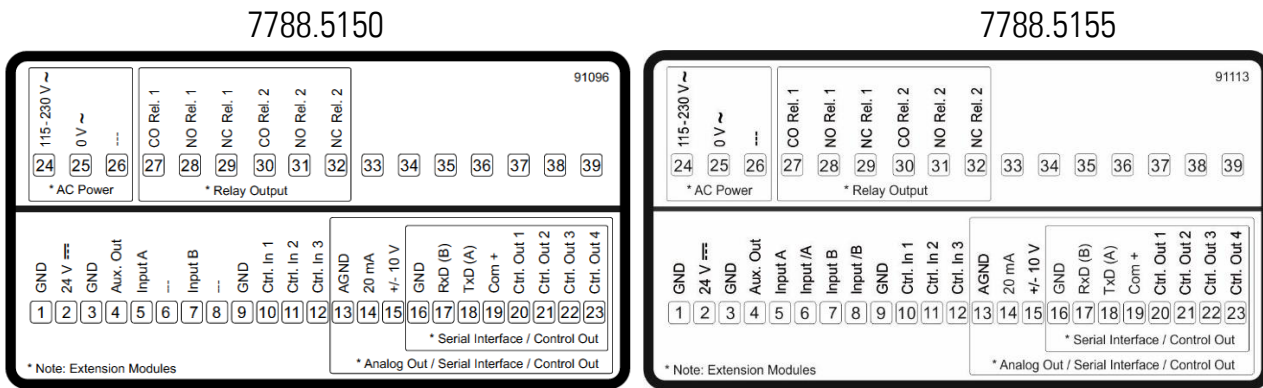 7788.5150
91096
115-230 V ~
0 V ~
---
CO Rel. 1
NO Rel. 1
NC Rel. 1
CO Rel. 2
NO Rel. 2
NC Rel. 2
24 25 26 27 28 29 30 31 32 33 34 35 36 37 38 39
* AC Power
* Relay Output
GND
24 V
GND
Aux. Out
Input A
---
Input B
---
GND
Ctrl. In 1
Ctrl. In 2
Ctrl. In 3
AGND
20 mA
+/- 10 V
GND
RxD (B)
TxD (A)
Com +
Ctrl. Out 1
Ctrl. Out 2
Ctrl. Out 3
Ctrl. Out 4
1 2 3 4 5 6 7 8 9 10 11 12 13 14 15 16 17 18 19 20 21 22 23
* Serial Interface / Control Out
* Analog Out / Serial Interface / Control Out
* Note: Extension Modules
7788.5155
91113
115-230 V ~
0 V ~
---
CO Rel. 1
NO Rel. 1
NC Rel. 1
CO Rel. 2
NO Rel. 2
NC Rel. 2
24 25 26 27 28 29 30 31 32 33 34 35 36 37 38 39
* AC Power
* Relay Output
GND
24 V
GND
Aux. Out
Input A
Input /A
Input B
Input /B
GND
Ctrl. In 1
Ctrl. In 2
Ctrl. In 3
AGND
20 mA
+/- 10 V
GND
RxD (B)
TxD (A)
Com +
Ctrl. Out 1
Ctrl. Out 2
Ctrl. Out 3
Ctrl. Out 4
1 2 3 4 5 6 7 8 9 10 11 12 13 14 15 16 17 18 19 20 21 22 23
* Serial Interface / Control Out
* Analog Out / Serial Interface / Control Out
* Note: Extension Modules